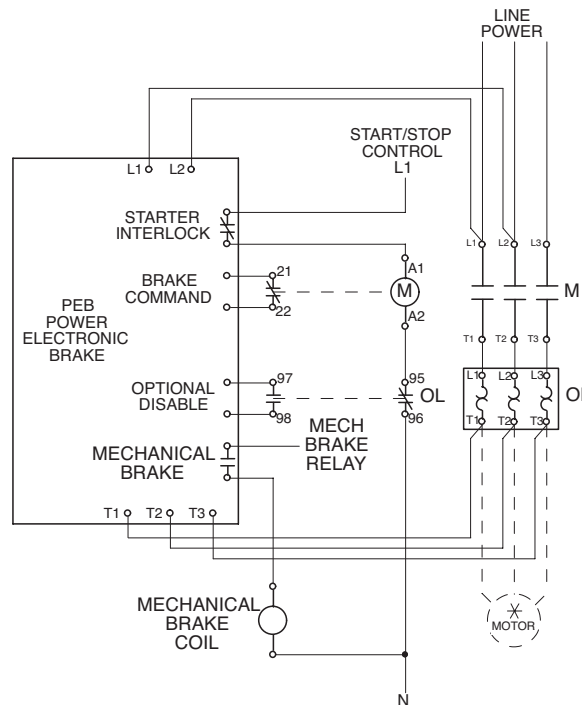 LINE
POWER
L1
L2
START/STOP
CONTROL
L1
STARTER
INTERLOCK
L1
L2
L3
A1
BRAKE
COMMAND
21
22
M
A2
M
PEB
POWER
ELECTRONIC
BRAKE
T1
T2
T3
OPTIONAL
DISABLE
97
98
95
96
OL
L1
L2
L3
T1
T2
T3
MECHANICAL
BRAKE
MECH
BRAKE
RELAY
T1
T2
T3
MECHANICAL
BRAKE
COIL
MOTOR
N